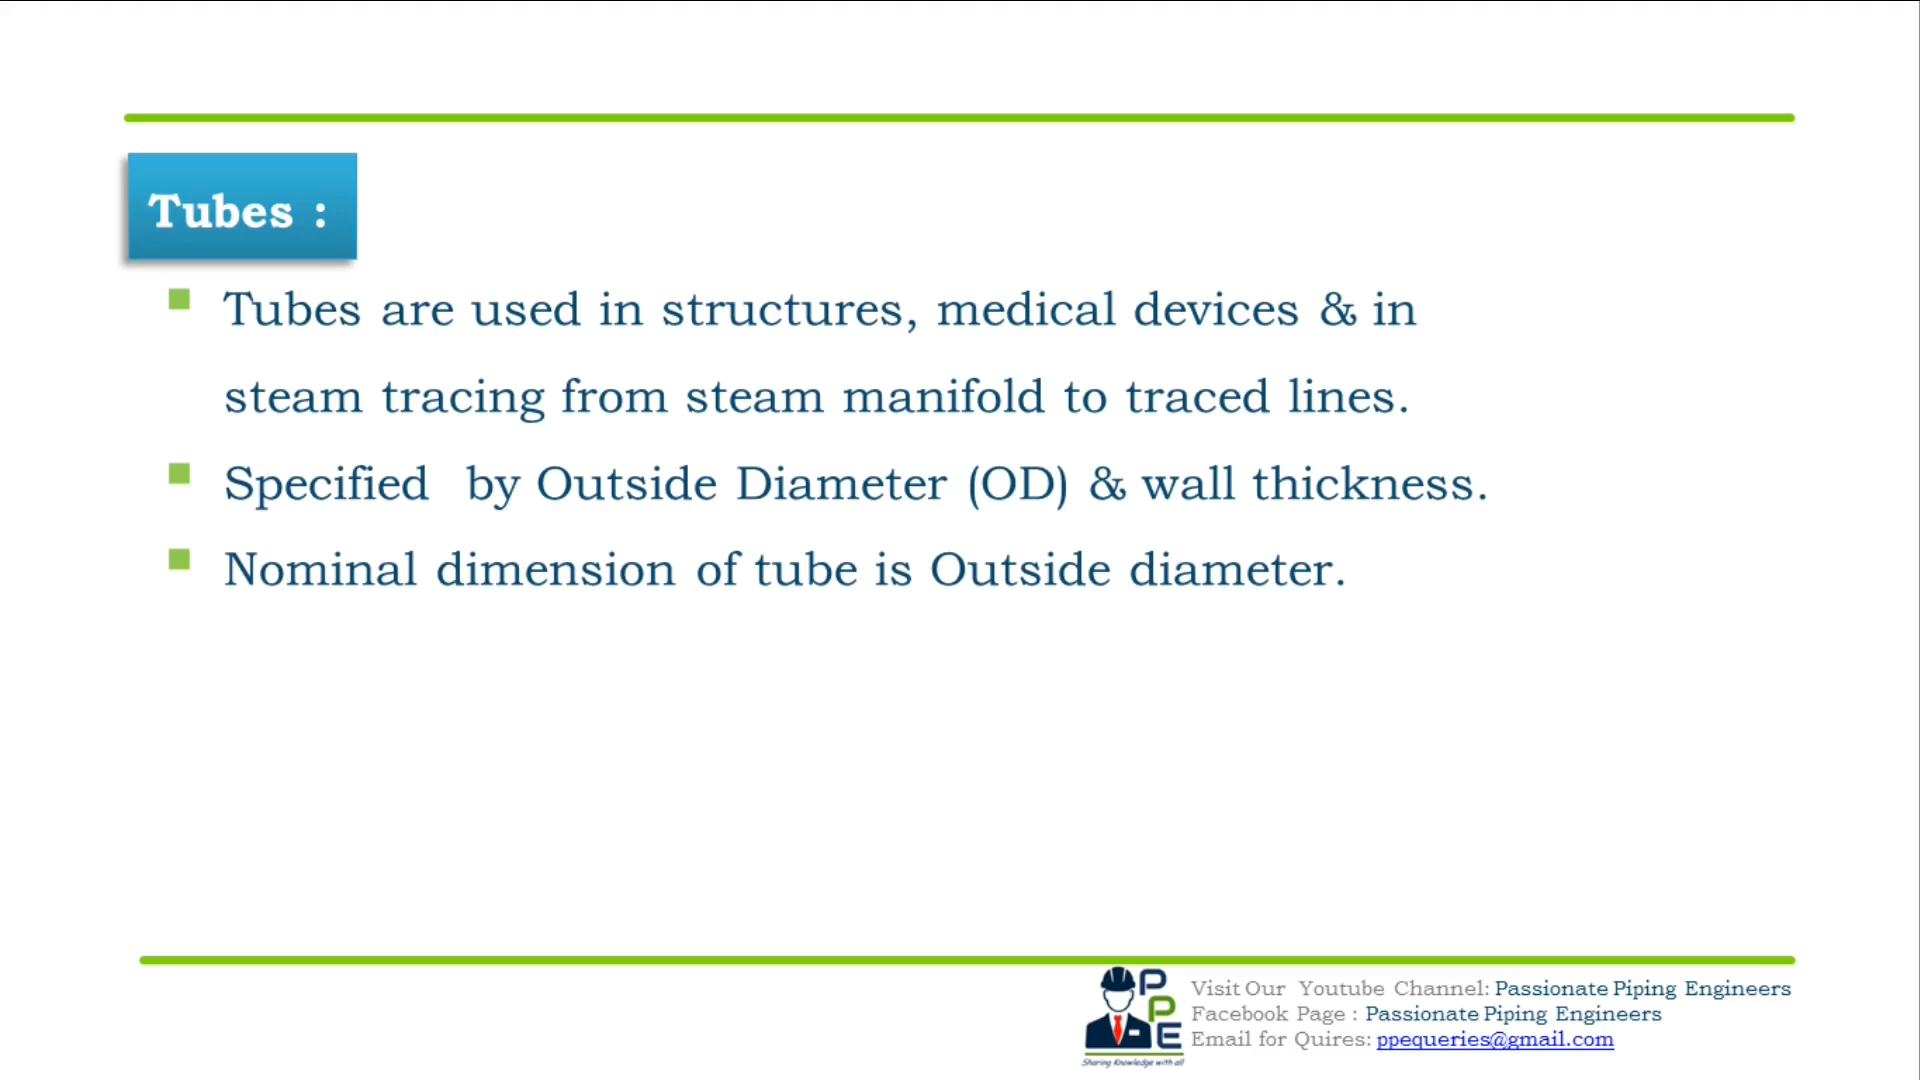 Tubes :
Tubes are used in structures, medical devices & in
steam tracing from steam manifold to traced lines.
Specified by Outside Diameter (OD) & wall thickness.
Nominal dimension of tube is Outside diameter.
PPE
Sharing Knowledge with all
Visit Our Youtube Channel: Passionate Piping Engineers
Facebook Page : Passionate Piping Engineers
Email for Quires: ppequeries@gmail.com